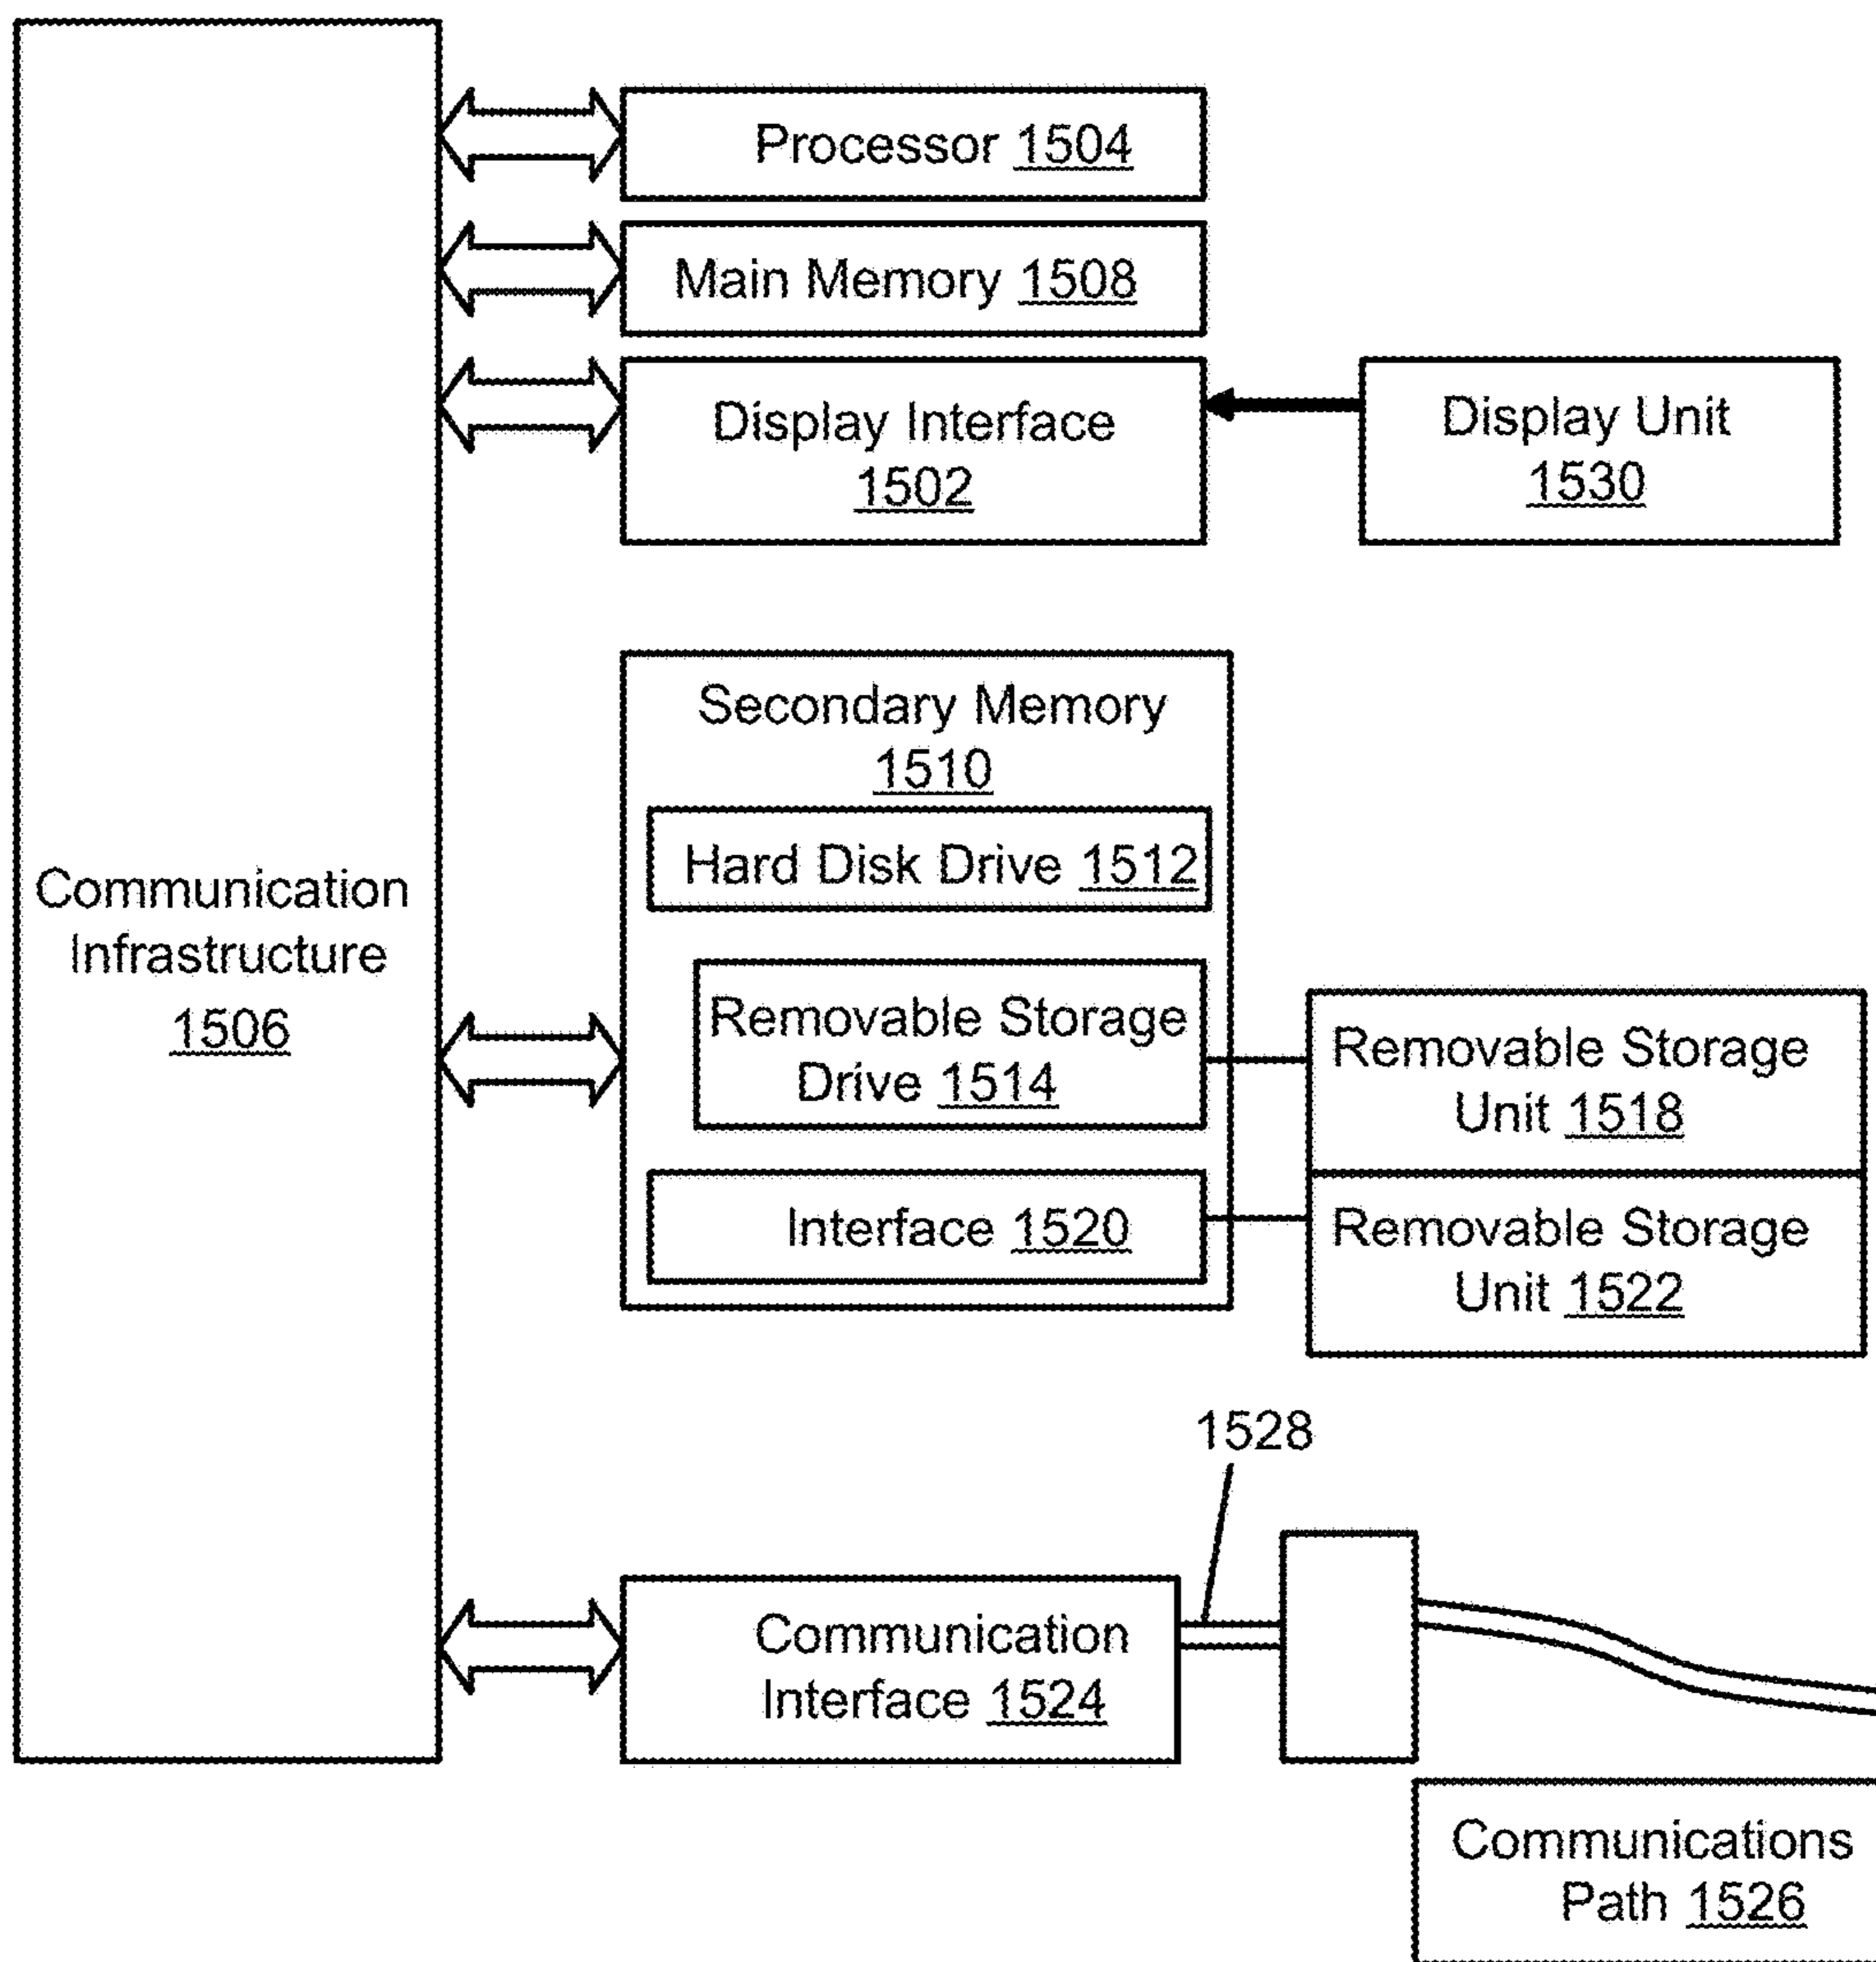 Processor 1504
Main Memory 1508
Display Interface
1502
Display Unit
1530
Secondary Memory
1510
Hard Disk Drive 1512
Communication
Infrastructure
1506
Removable Storage
Drive 1514
Removable Storage
Unit 1518
Interface 1520
Removable Storage
Unit 1522
1528
Communication
Interface 1524
Communications
Path 1526